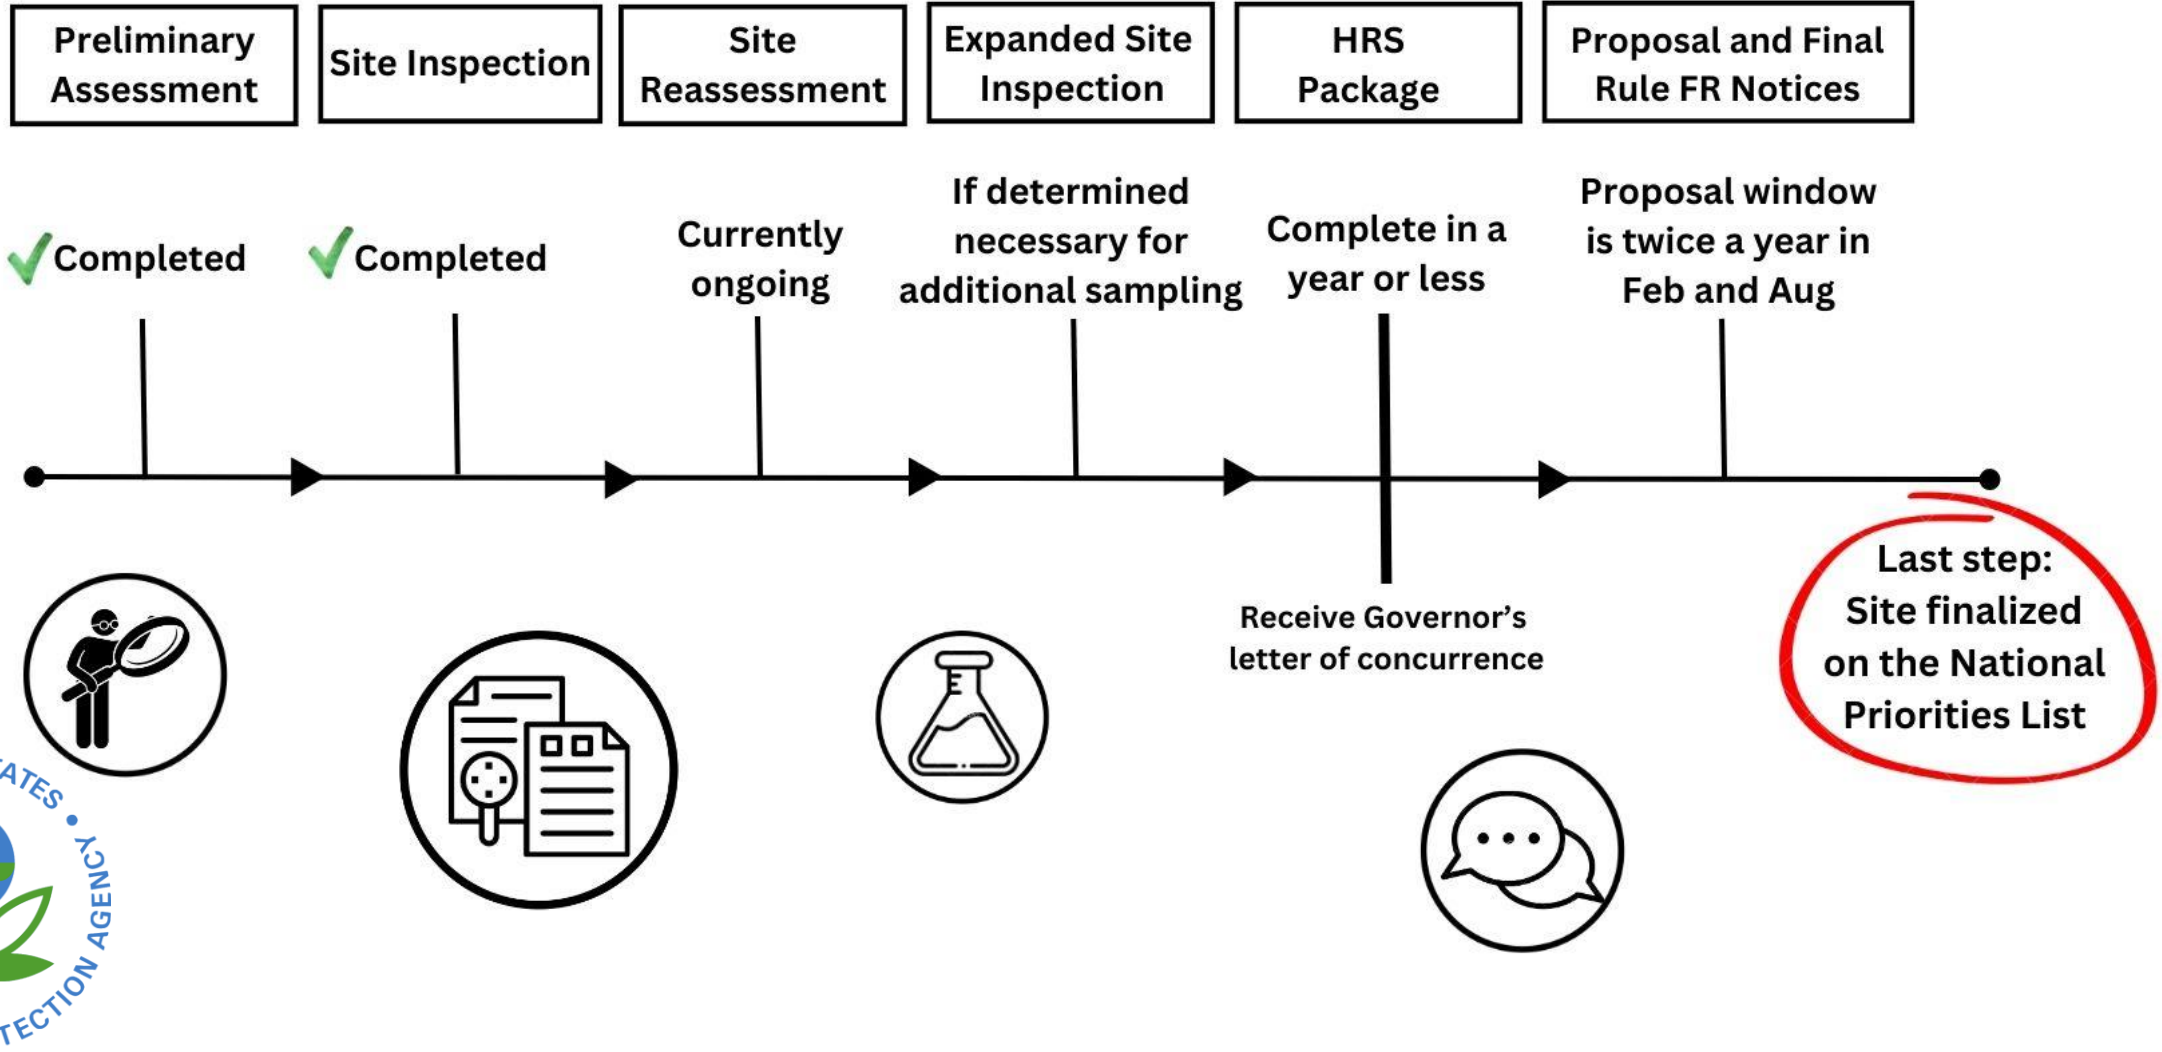 Preliminary
Assessment
Site Inspection
Site
Reassessment
Expanded Site
Inspection
HRS
Package
Proposal and Final
Rule FR Notices
Completed
Completed
Currently
ongoing
If determined
necessary for
additional sampling
Complete in a
year or less
Proposal window
is twice a year in
Feb and Aug
Receive Governor's
letter of concurrence
Last step:
Site finalized
on the National
Priorities List
ATES • AGENCY
TECTION